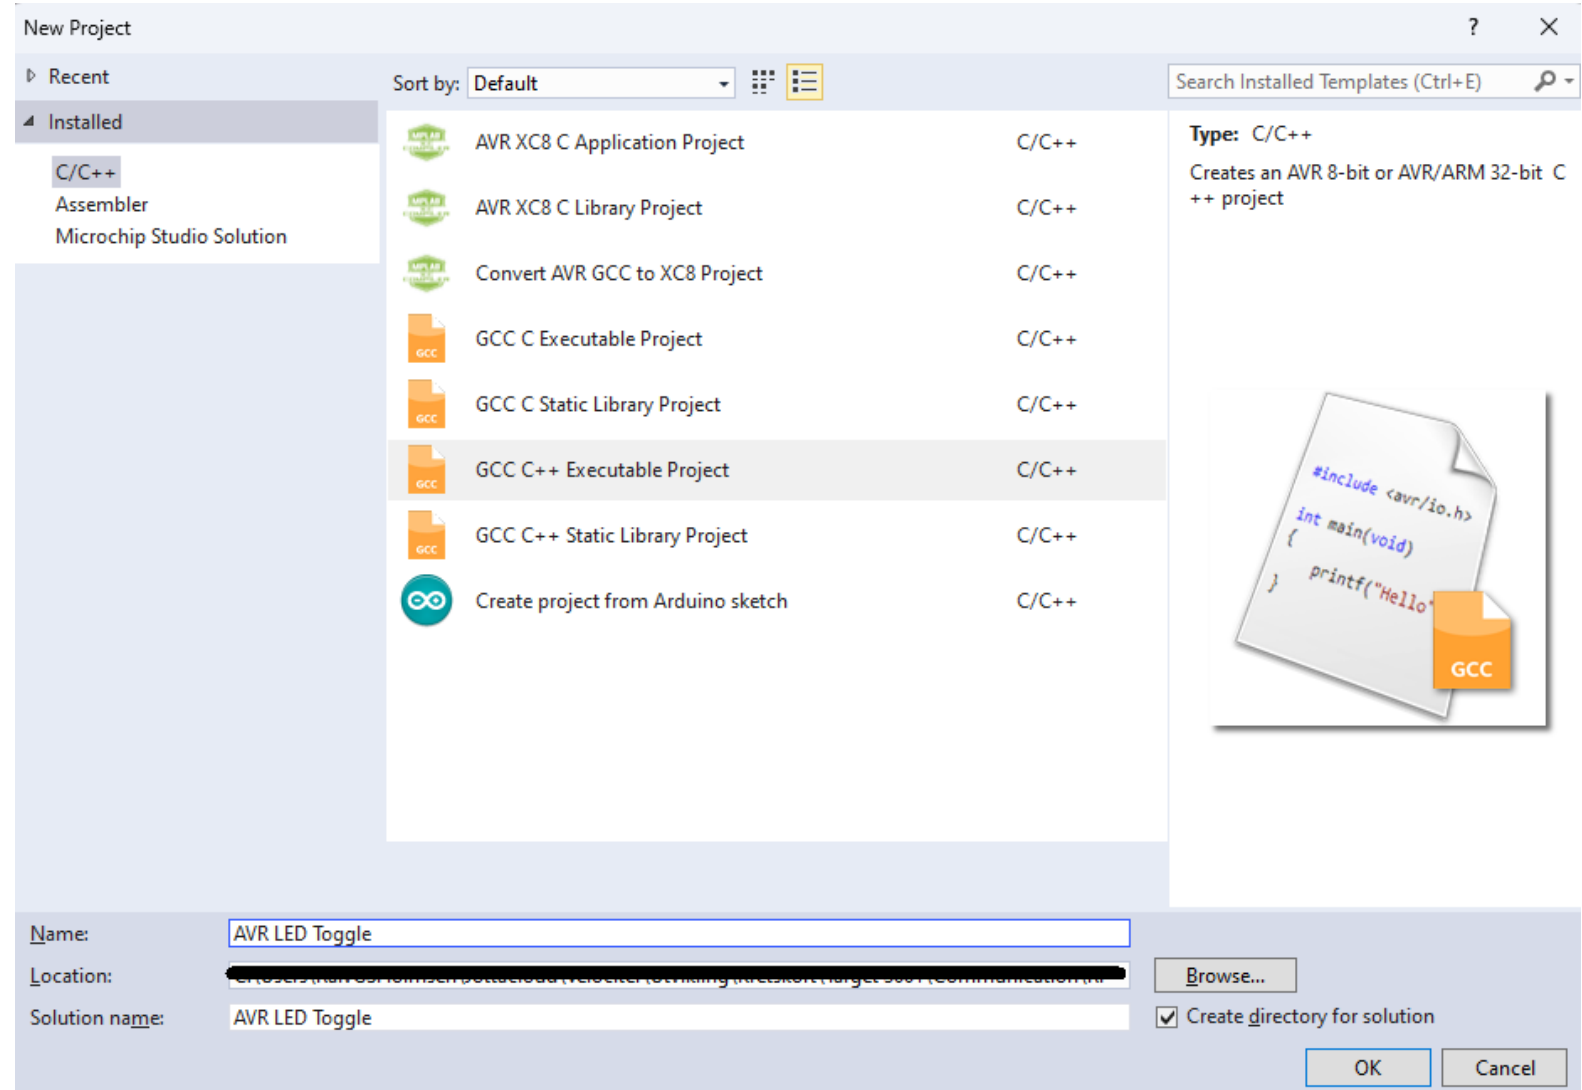 New Project
?
Recent
Installed
C/C++
Assembler
Microchip Studio Solution
Sort by: Default
AVR XC8 C Application Project C/C++
AVR XC8 C Library Project C/C++
Convert AVR GCC to XC8 Project C/C++
GCC GCC C Executable Project C/C++
GCC GCC C Static Library Project C/C++
GCC GCC C++ Executable Project C/C++
GCC GCC C++ Static Library Project C/C++
Create project from Arduino sketch C/C++
Search Installed Templates (Ctrl+E)
Type: C/C++
Creates an AVR 8-bit or AVR/ARM 32-bit C
++ project
#include <avr/io.h>
int main(void)
{
printf("Hello"
}
GCC
Name: AVR LED Toggle
Location:
Browse...
Solution name: AVR LED Toggle
Create directory for solution
OK
Cancel